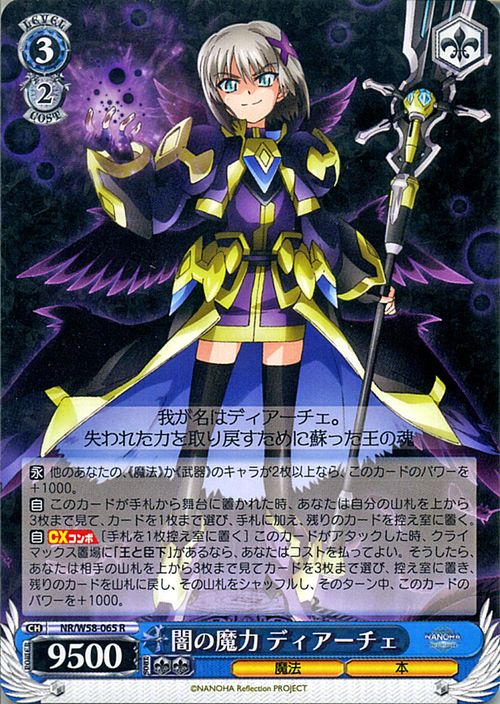 LEVEL
3
2
COST
我が名はディアーチェ。
失われた力を取り戻すために蘇った王の魂
永 他のあなたの、《魔法》か《武器》のキャラが2枚以上なら、このカードのパワーを
+1000。
自 このカードが手札から舞台に置かれた時、あなたは自分の山札を上から
3枚まで見て、カードを1枚まで選び、手札に加え、残りのカードを控え室に置く。
自 CXコンボ [手札を1枚控え室に置く] このカードがアタックした時、クライ
マックス置場に「王と臣下」があるなら、あなたはコストを払ってよい。そうしたら、
あなたは相手の山札を上から3枚まで見てカードを3枚まで選び、控え室に置き、
残りのカードを山札に戻し、その山札をシャッフルし、そのターン中、このカード
のパワーを+1000。
CH NR/W58-065 R
POWER 9500
闇の魔力 ディアーチェ
SOUL
魔法 本
NANOHA
©NANOHA Reflection PROJECT